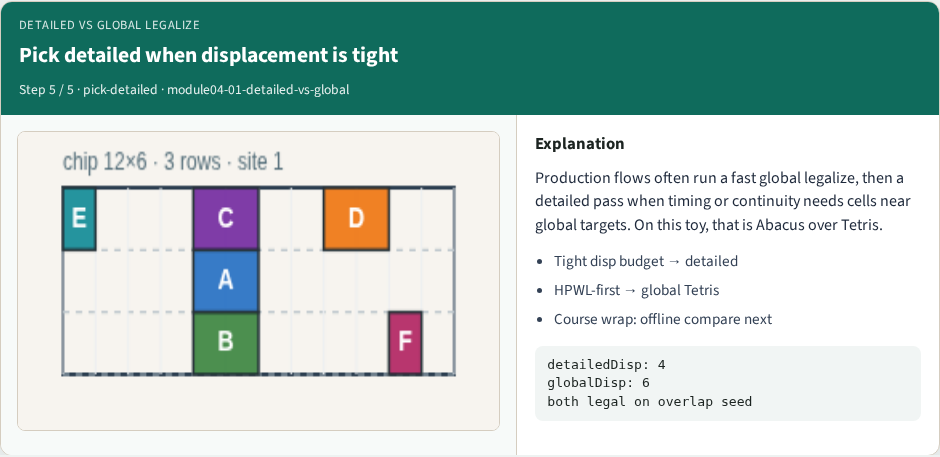 DETAILED VS GLOBAL LEGALIZE
Pick detailed when displacement is tight
Step 5 / 5 · pick-detailed · module04-01-detailed-vs-global
chip 12×6 · 3 rows · site 1
E
C
D
A
B
F
Explanation
Production flows often run a fast global legalize, then a
detailed pass when timing or continuity needs cells near
global targets. On this toy, that is Abacus over Tetris.
• Tight disp budget → detailed
• HPWL-first → global Tetris
• Course wrap: offline compare next
detailedDisp: 4
globalDisp: 6
both legal on overlap seed